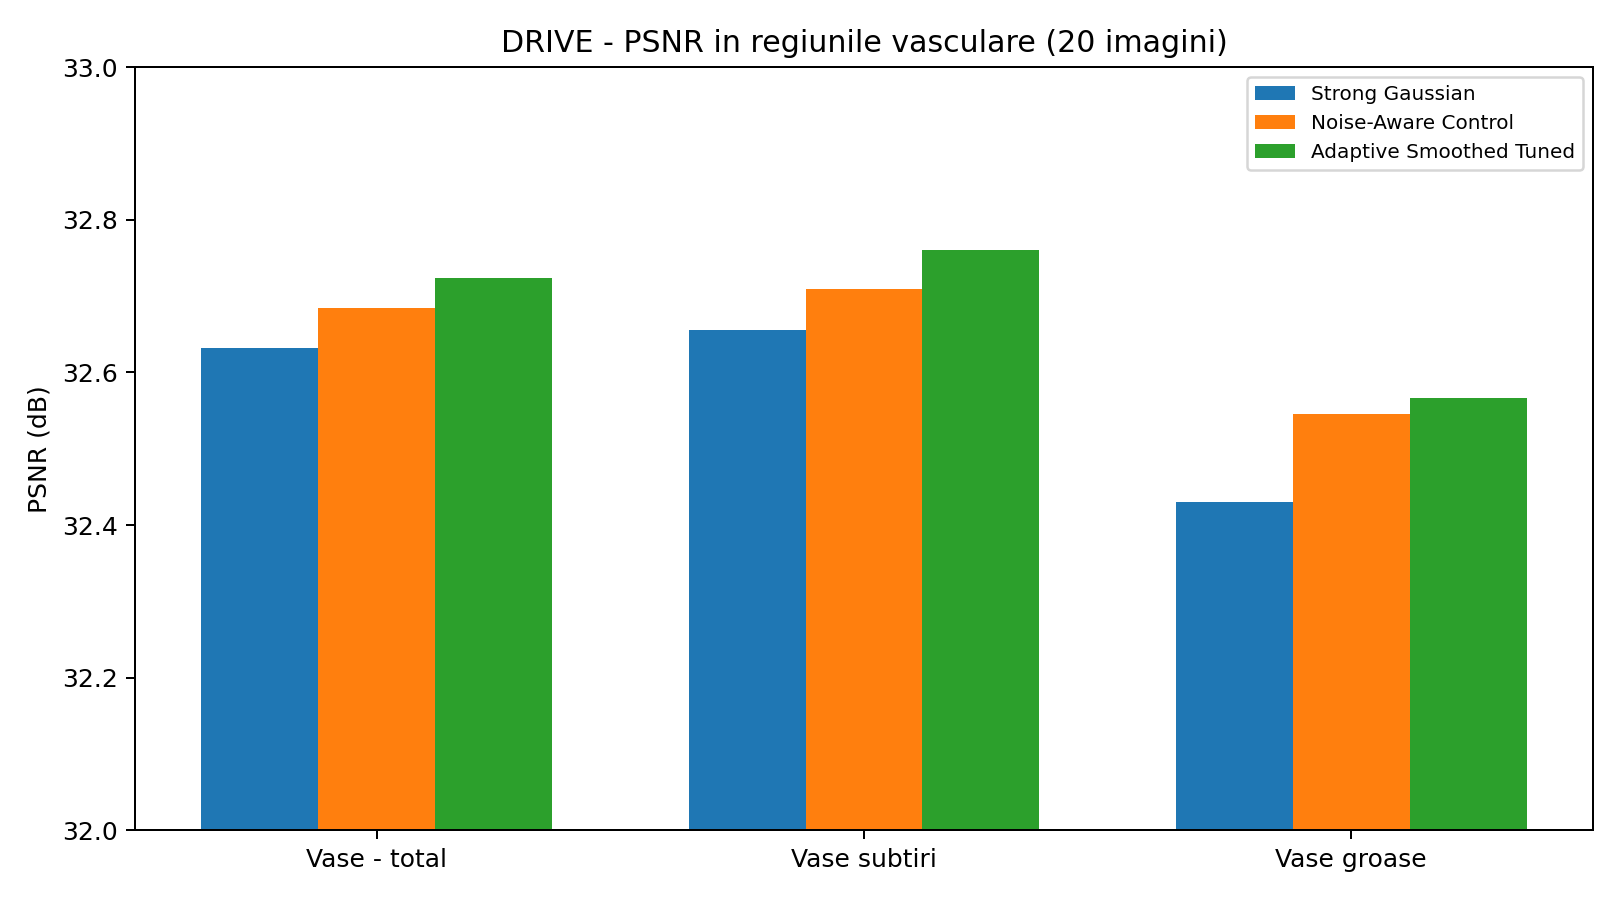 DRIVE - PSNR in regiunile vasculare (20 imagini)
33.0
32.8
32.6
32.4
32.2
32.0
PSNR (dB)
Strong Gaussian
Noise-Aware Control
Adaptive Smoothed Tuned
Vase - total
Vase subtiri
Vase groase